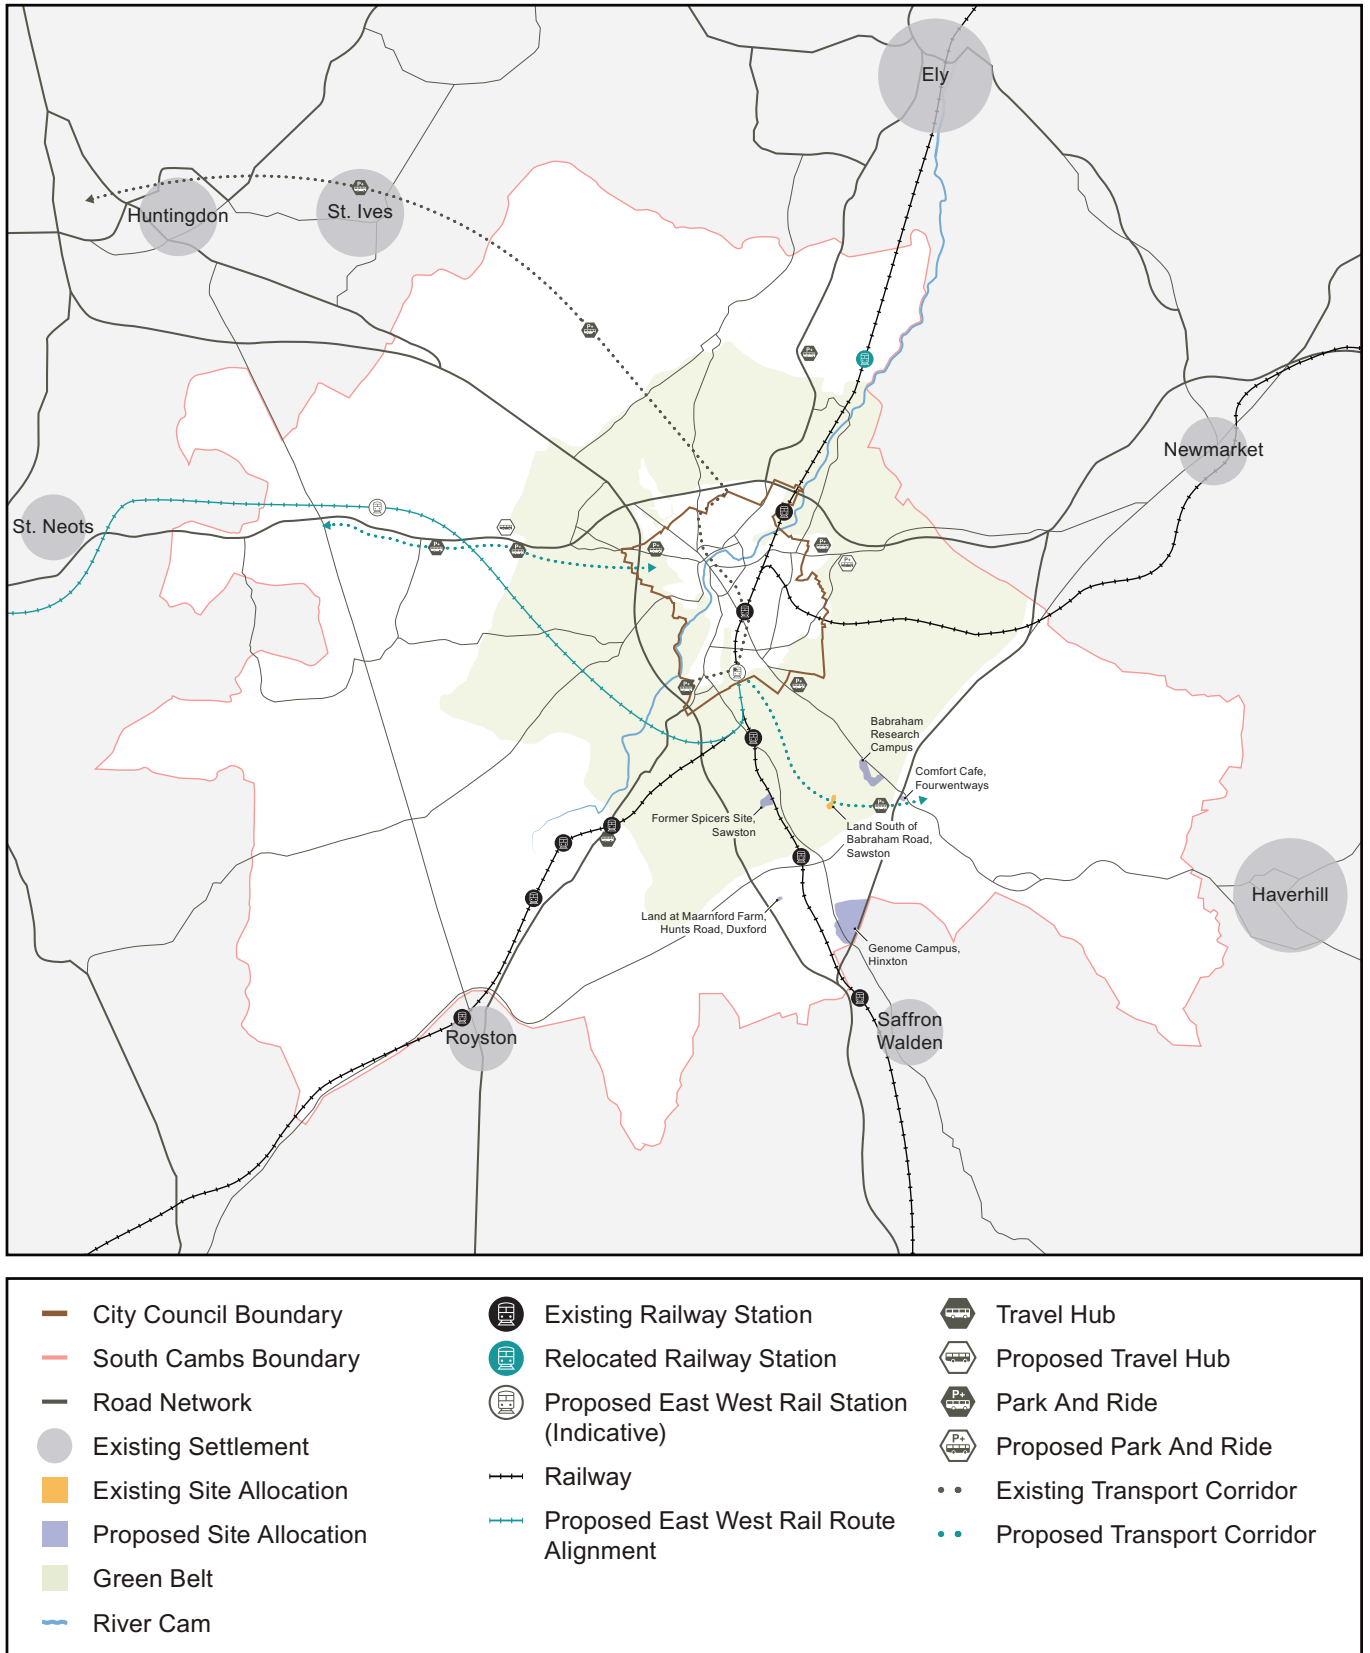 Ely
Huntingdon
St. Ives
Newmarket
St. Neots
Babraham
Research
Campus
Comfort Cafe,
Fourwentways
Former Spicers Site,
Sawston
Land South of
Babraham Road,
Sawston
Haverhill
Land at Maarnford Farm,
Hunts Road, Duxford
Genome Campus,
Hinxton
Saffron
Walden
Royston
City Council Boundary
South Cambs Boundary
Road Network
Existing Settlement
Existing Site Allocation
Proposed Site Allocation
Green Belt
River Cam
Existing Railway Station
Relocated Railway Station
Proposed East West Rail Station
(Indicative)
Railway
Proposed East West Rail Route
Alignment
Travel Hub
Proposed Travel Hub
P+
Park And Ride
P+
Proposed Park And Ride
Existing Transport Corridor
Proposed Transport Corridor